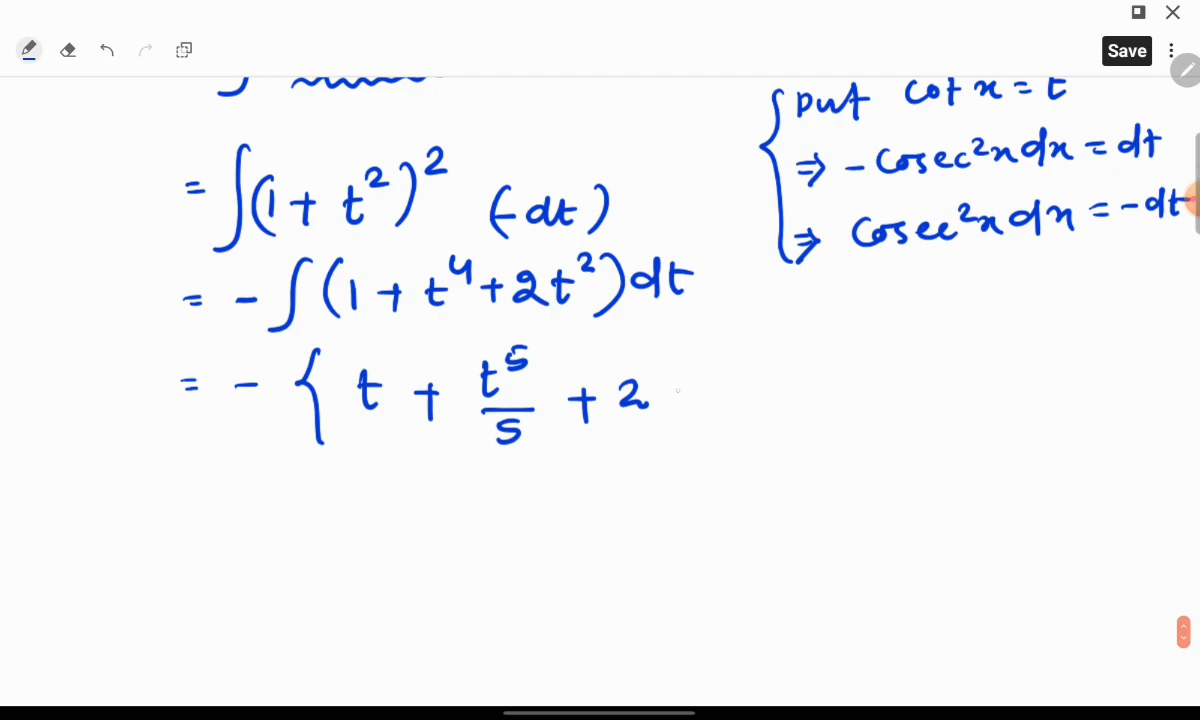 Save
{ put cot x = t
= ∫(1 + t²)² (-dt)
⇒ - cosec²x dx = dt
⇒ cosec²x dx = -dt
= - ∫(1 + t⁴ + 2t²)dt
= - { t + t⁵/5 + 2